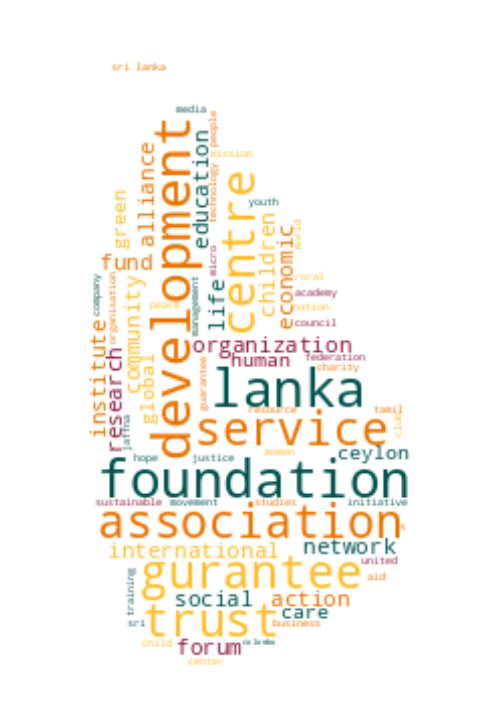 sri lanka
media
development
people
education
mission
alliance
technology
centre
green
youth
children
world
economic
fund
micro
rural
company
organisation
community
peace
management
life
academy
nation
council
institute
research
global
guarantee
organization
human
federation
charity
lanka
resource
tamil
club
jaffna
service
women
ceylon
hope
justice
foundation
sustainable
movement
studies
initiative
association
s
international
network
united
gurantee
aid
training
social
action
care
sri
trust
business
child
forum
colombo
center